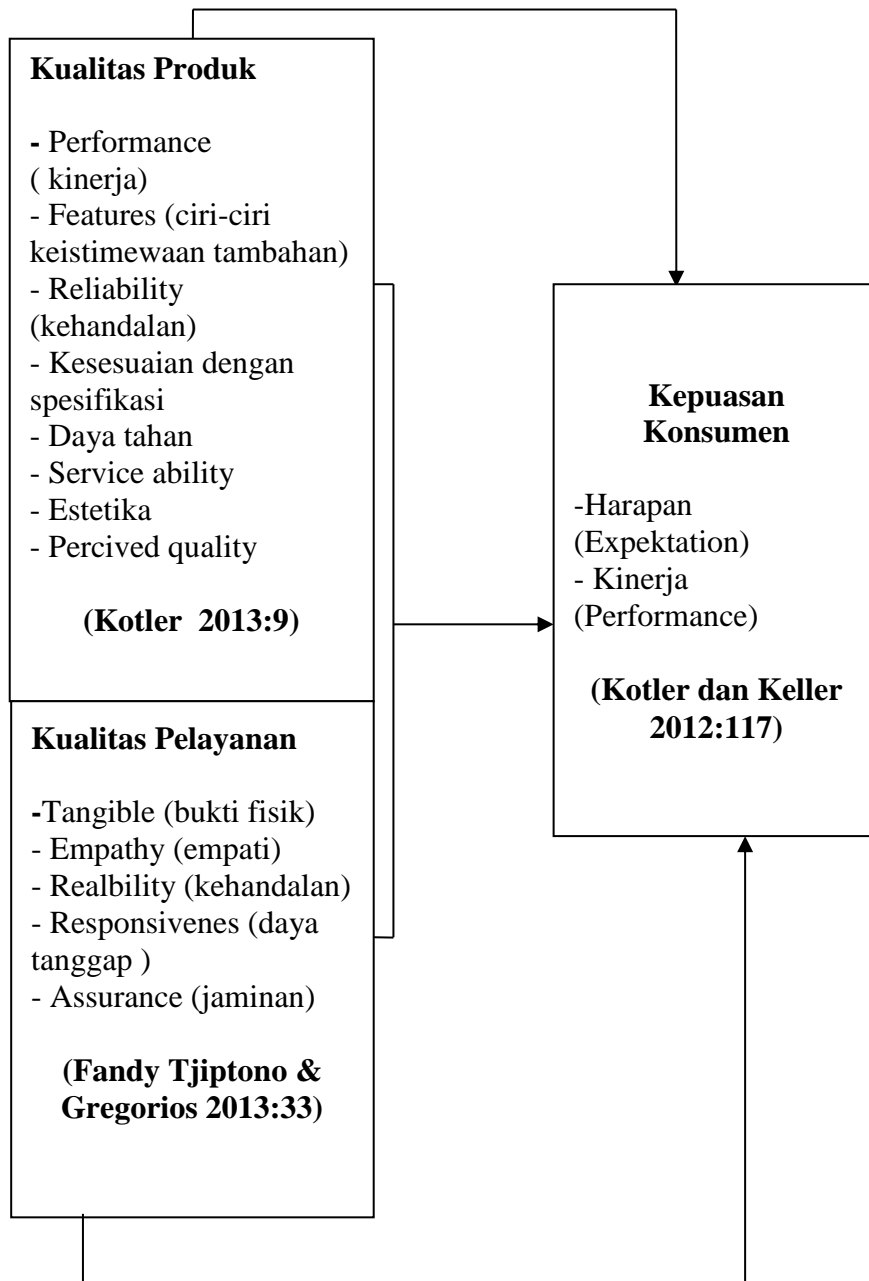 Kualitas Produk
- Performance
( kinerja)
- Features (ciri-ciri
keistimewaan tambahan)
- Reliability
(kehandalan)
- Kesesuaian dengan
spesifikasi
- Daya tahan
- Service ability
- Estetika
- Percived quality
(Kotler 2013:9)
Kualitas Pelayanan
-Tangible (bukti fisik)
- Empathy (empati)
- Realbility (kehandalan)
- Responsivenes (daya
tanggap )
- Assurance (jaminan)
(Fandy Tjiptono &
Gregorios 2013:33)
Kepuasan
Konsumen
-Harapan
(Expektation)
- Kinerja
(Performance)
(Kotler dan Keller
2012:117)